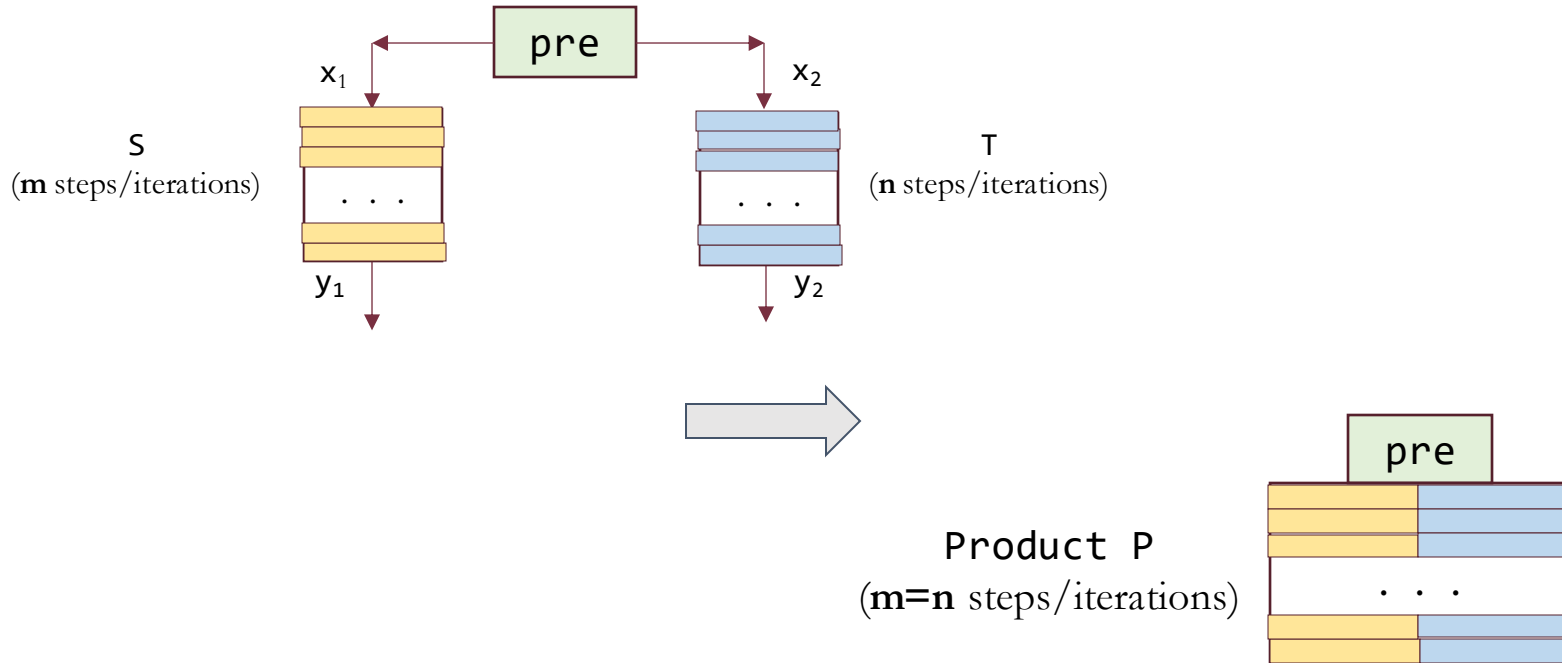 pre
x₁
x₂
S
(m steps/iterations)
. . .
. . .
T
(n steps/iterations)
y₁
y₂
pre
Product P
(m=n steps/iterations)
. . .